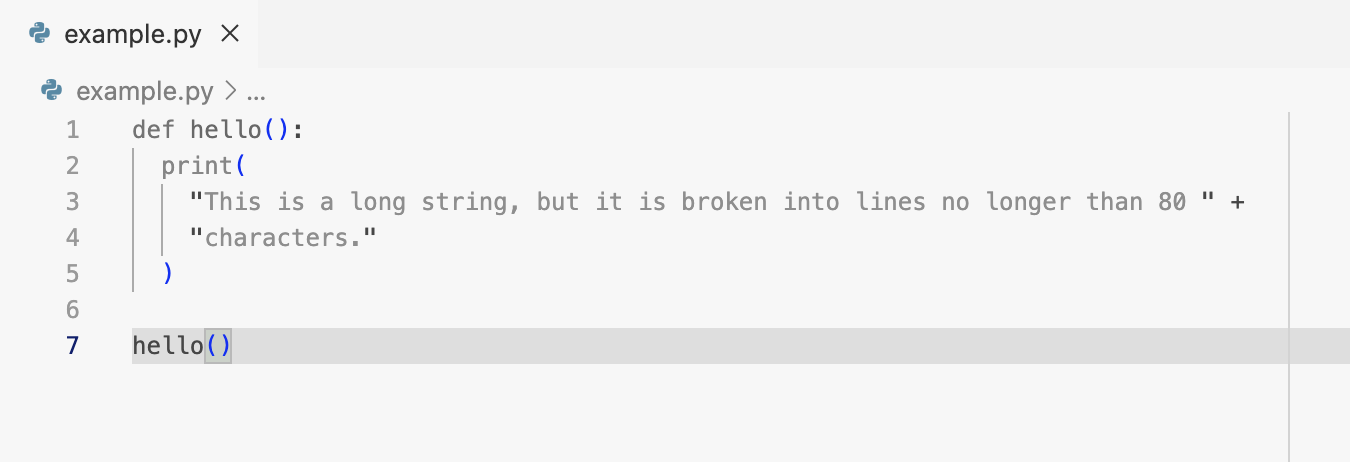 example.py ×
example.py > ...
1 def hello():
2   print(
3     "This is a long string, but it is broken into lines no longer than 80 " +
4     "characters."
5   )
6
7 hello()